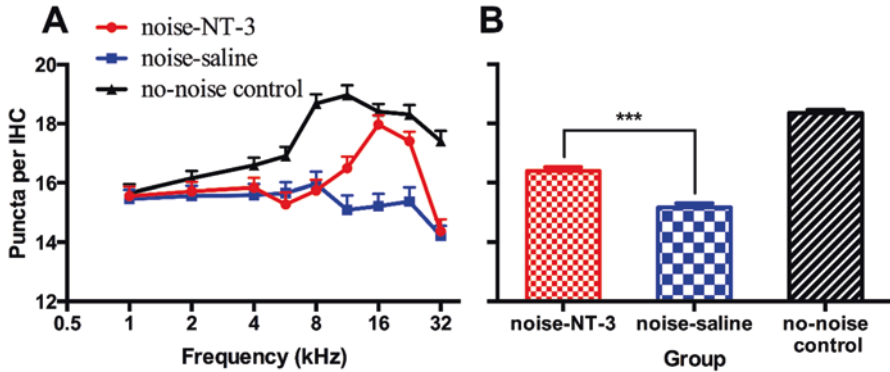 A
noise-NT-3
noise-saline
no-noise control
Puncta per IHC
20
18
16
14
12
0.5
1
2
4
8
16
32
Frequency (kHz)
B
***
noise-NT-3
noise-saline
no-noise
control
Group